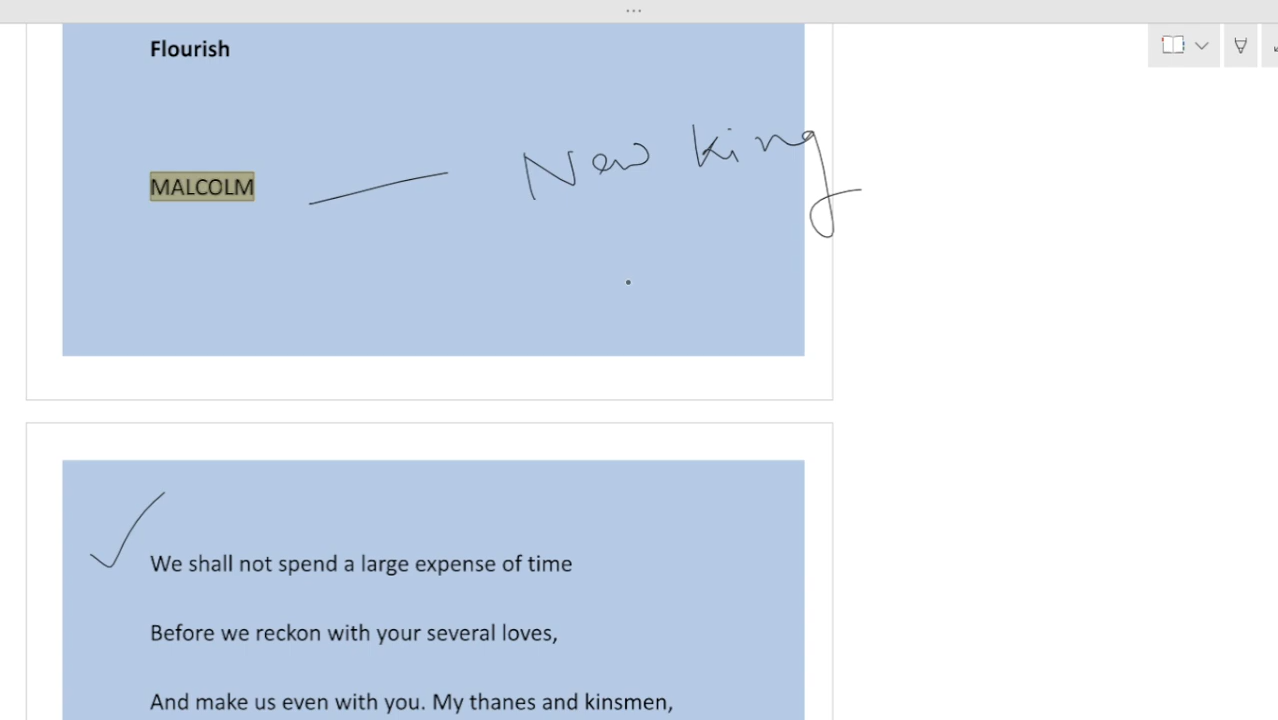 Flourish
MALCOLM
New King
We shall not spend a large expense of time
Before we reckon with your several loves,
And make us even with you. My thanes and kinsmen,